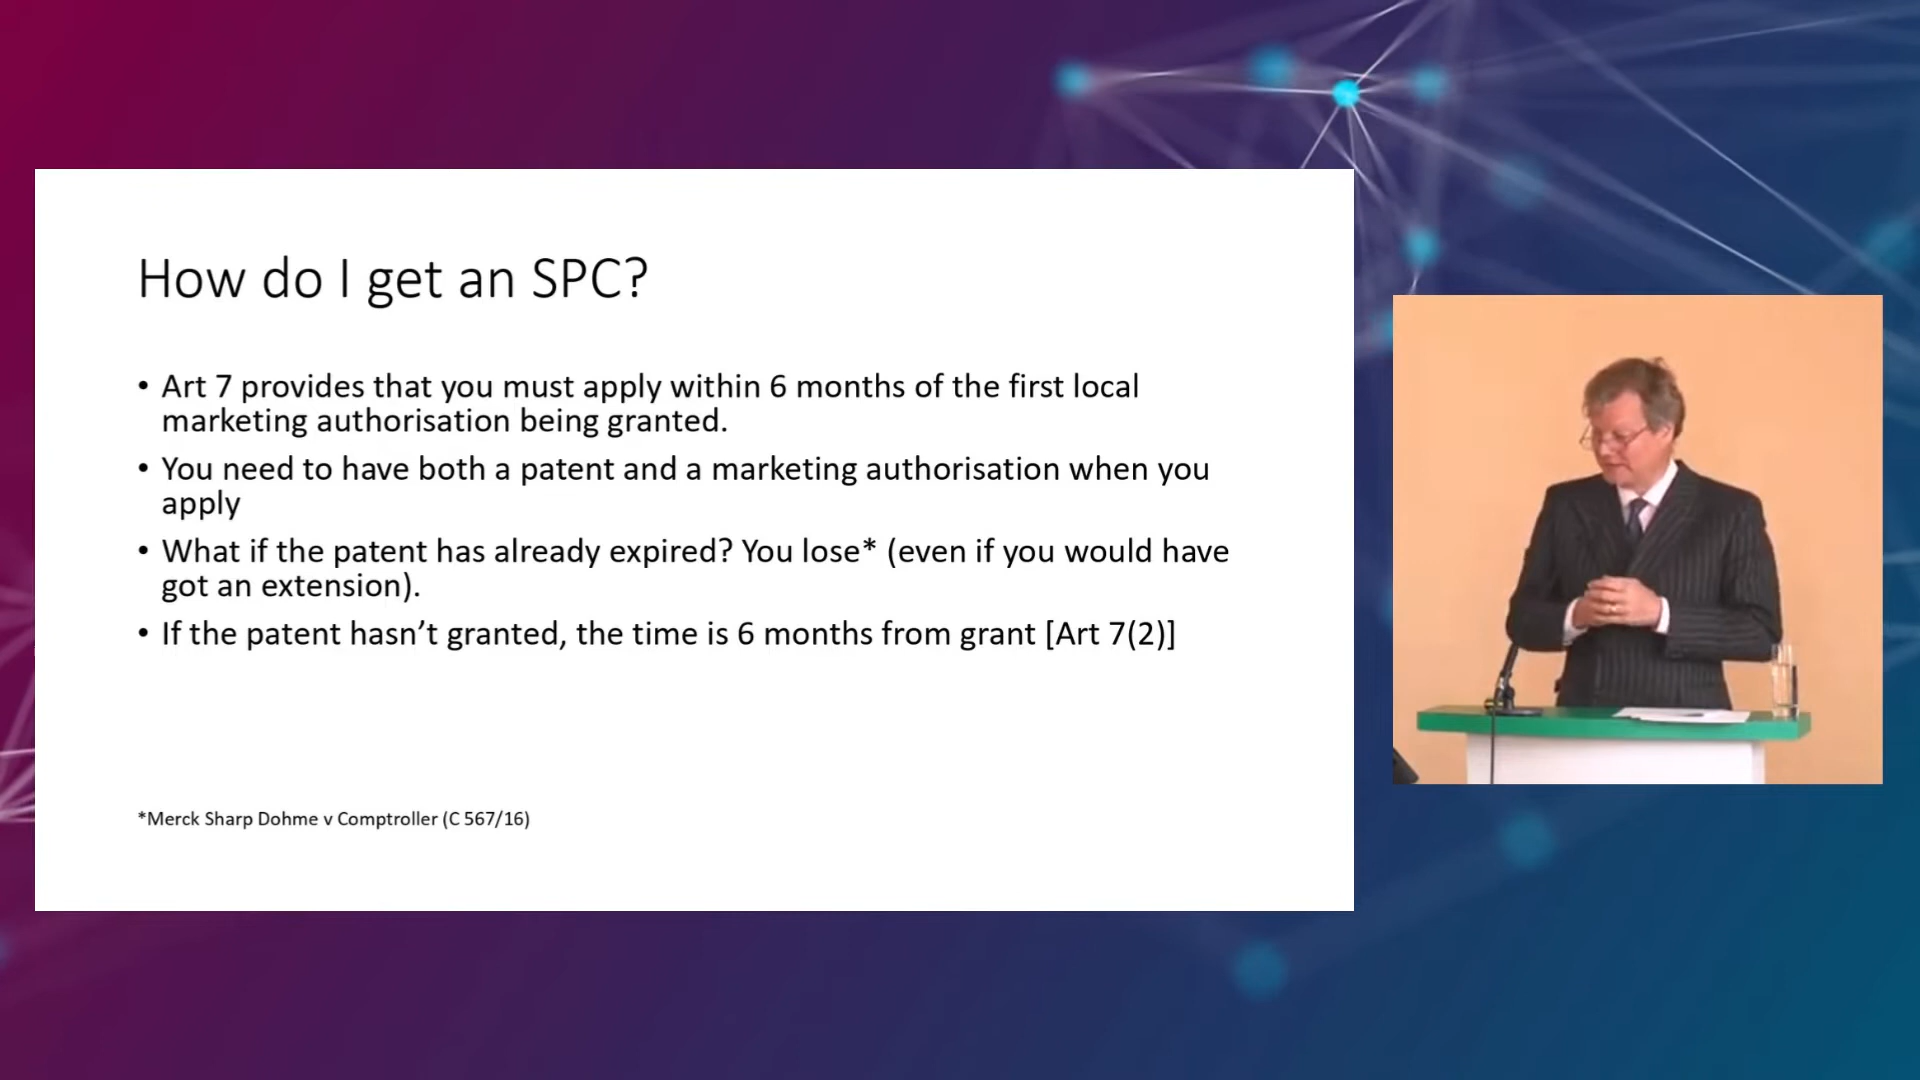 How do I get an SPC?
• Art 7 provides that you must apply within 6 months of the first local
marketing authorisation being granted.
• You need to have both a patent and a marketing authorisation when you
apply
• What if the patent has already expired? You lose* (even if you would have
got an extension).
• If the patent hasn’t granted, the time is 6 months from grant [Art 7(2)]
*Merck Sharp Dohme v Comptroller (C 567/16)